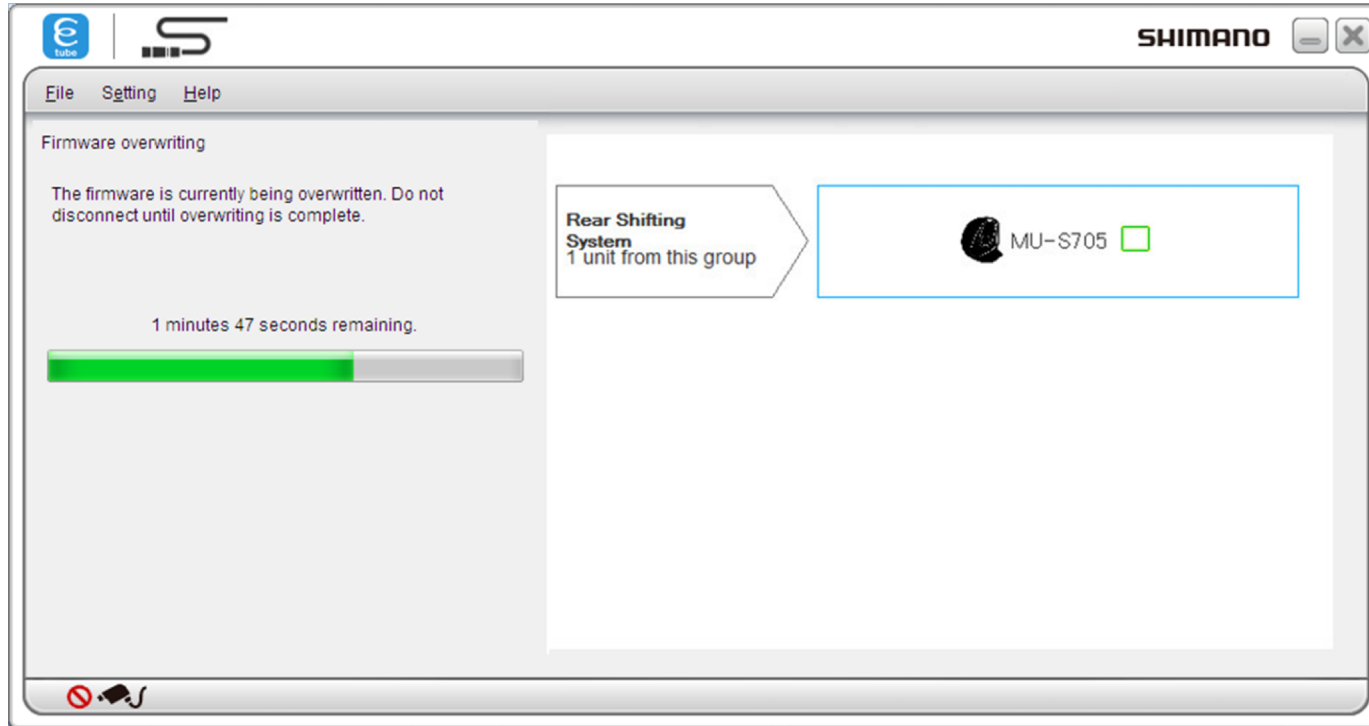 e
tube
SHIMANO
File Setting Help
Firmware overwriting
The firmware is currently being overwritten. Do not
disconnect until overwriting is complete.
1 minutes 47 seconds remaining.
Rear Shifting
System
1 unit from this group
MU-S705